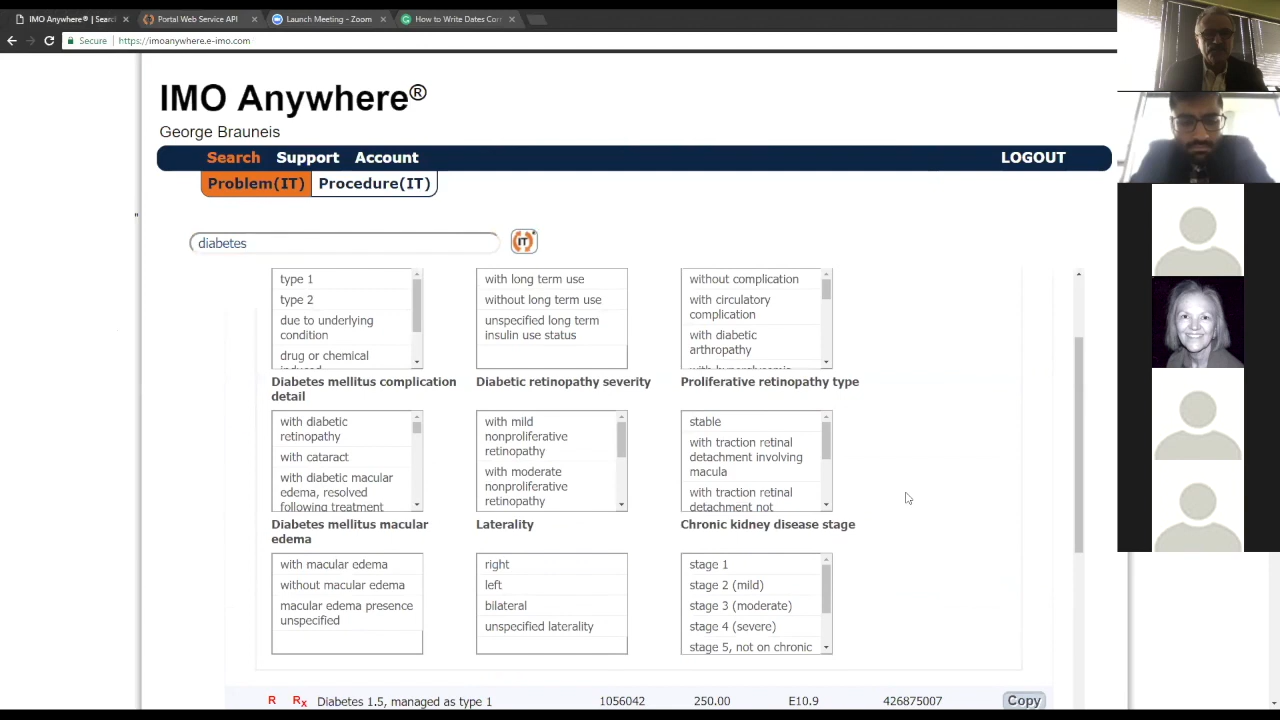 IMO Anywhere® | Searc
Portal Web Service API
Launch Meeting - Zoom
How to Write Dates Corr
Secure
https://imoanywhere.e-imo.com
IMO Anywhere®
George Brauneis
Search Support Account LOGOUT
Problem(IT) Procedure(IT)
"
diabetes
IT
type 1
type 2
due to underlying
condition
drug or chemical
with long term use
without long term use
unspecified long term
insulin use status
without complication
with circulatory
complication
with diabetic
arthropathy
Diabetes mellitus complication
detail
Diabetic retinopathy severity
Proliferative retinopathy type
with diabetic
retinopathy
with cataract
with diabetic macular
edema, resolved
following treatment
with mild
nonproliferative
retinopathy
with moderate
nonproliferative
retinopathy
stable
with traction retinal
detachment involving
macula
with traction retinal
detachment not
Diabetes mellitus macular
edema
Laterality
Chronic kidney disease stage
with macular edema
without macular edema
macular edema presence
unspecified
right
left
bilateral
unspecified laterality
stage 1
stage 2 (mild)
stage 3 (moderate)
stage 4 (severe)
stage 5, not on chronic
R Rx Diabetes 1.5, managed as type 1 1056042 250.00 E10.9 426875007 Copy